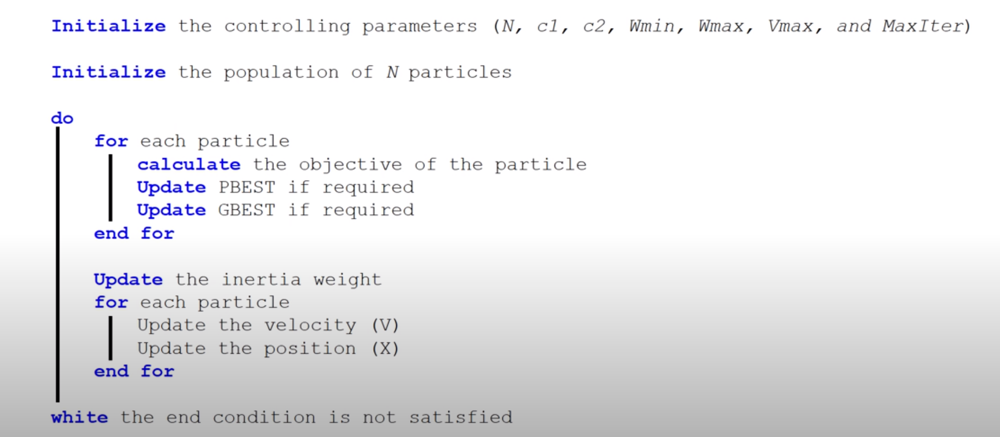 Initialize the controlling parameters (N, c1, c2, Wmin, Wmax, Vmax, and MaxIter)
Initialize the population of N particles
do
for each particle
calculate the objective of the particle
Update PBEST if required
Update GBEST if required
end for
Update the inertia weight
for each particle
Update the velocity (V)
Update the position (X)
end for
white the end condition is not satisfied